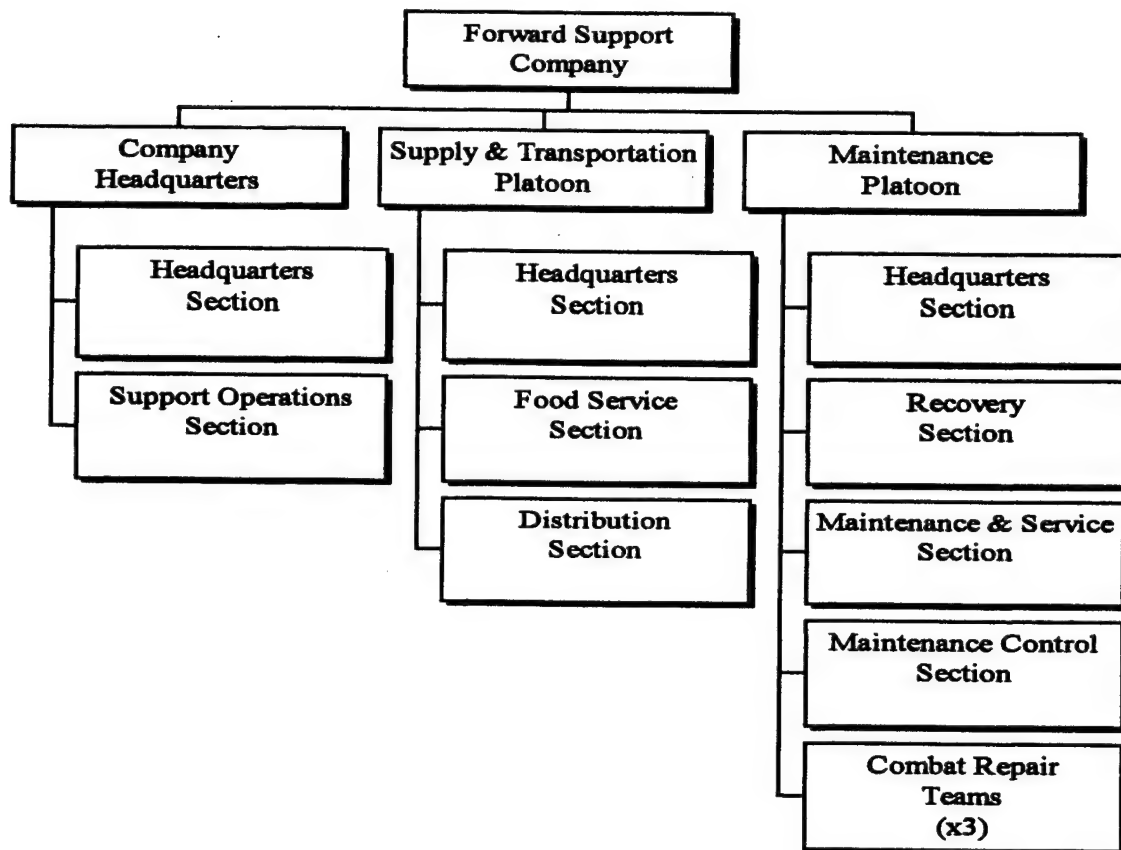 Forward Support
Company
Company
Headquarters
Supply & Transportation
Platoon
Maintenance
Platoon
Headquarters
Section
Support Operations
Section
Headquarters
Section
Food Service
Section
Distribution
Section
Headquarters
Section
Recovery
Section
Maintenance & Service
Section
Maintenance Control
Section
Combat Repair
Teams
(x3)